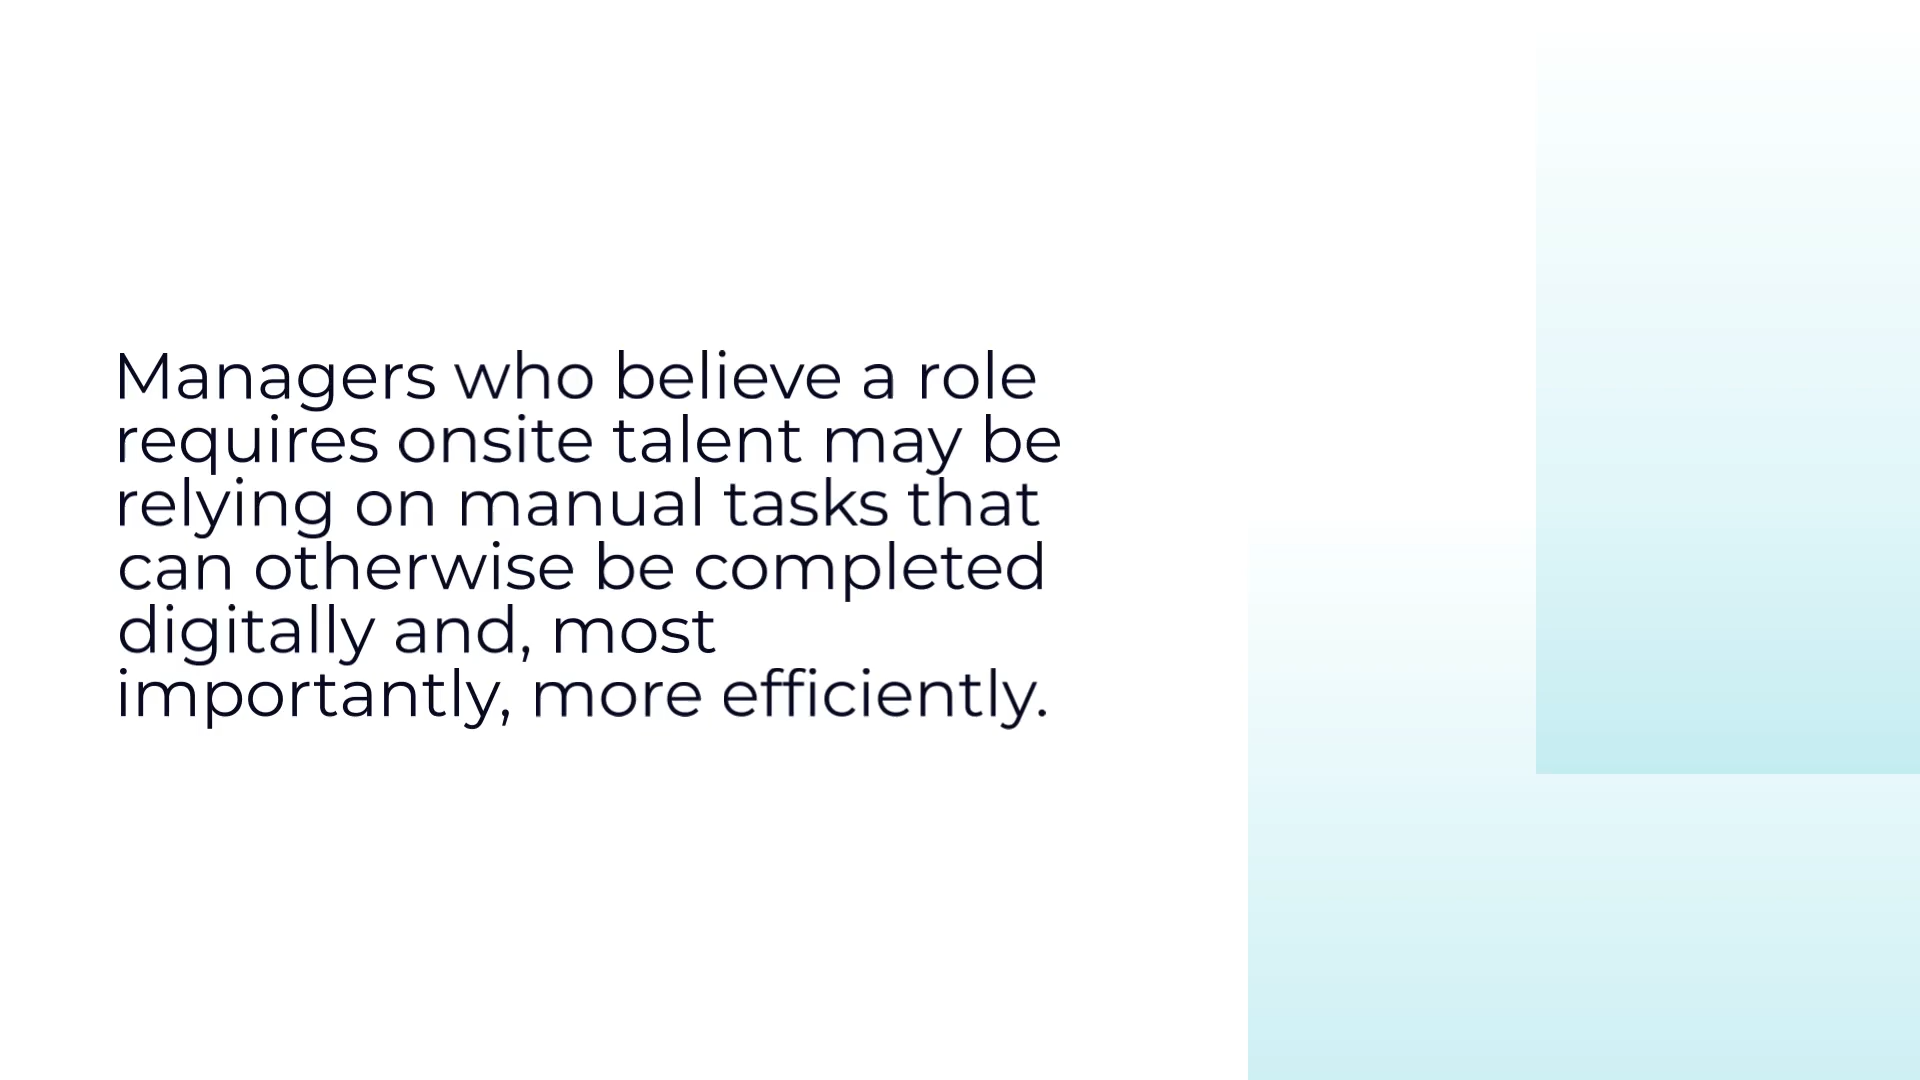 Managers who believe a role
requires onsite talent may be
relying on manual tasks that
can otherwise be completed
digitally and, most
importantly, more efficiently.